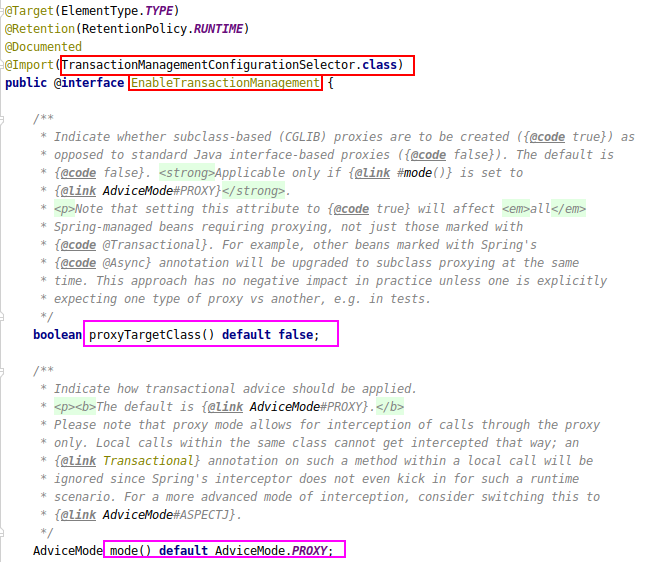 @Target(ElementType.TYPE)
@Retention(RetentionPolicy.RUNTIME)
@Documented
@Import(TransactionManagementConfigurationSelector.class)
public @interface EnableTransactionManagement {
/**
* Indicate whether subclass-based (CGLIB) proxies are to be created ({@code true}) as
* opposed to standard Java interface-based proxies ({@code false}). The default is
* {@code false}. <strong>Applicable only if {@link #mode()} is set to
* {@link AdviceMode#PROXY}</strong>.
* <p>Note that setting this attribute to {@code true} will affect <em>all</em>
* Spring-managed beans requiring proxying, not just those marked with
* {@code @Transactional}. For example, other beans marked with Spring's
* {@code @Async} annotation will be upgraded to subclass proxying at the same
* time. This approach has no negative impact in practice unless one is explicitly
* expecting one type of proxy vs another, e.g. in tests.
*/
boolean proxyTargetClass() default false;
/**
* Indicate how transactional advice should be applied.
* <p><b>The default is {@link AdviceMode#PROXY}.</b>
* Please note that proxy mode allows for interception of calls through the proxy
* only. Local calls within the same class cannot get intercepted that way; an
* {@link Transactional} annotation on such a method within a local call will be
* ignored since Spring's interceptor does not even kick in for such a runtime
* scenario. For a more advanced mode of interception, consider switching this to
* {@link AdviceMode#ASPECTJ}.
*/
AdviceMode mode() default AdviceMode.PROXY;